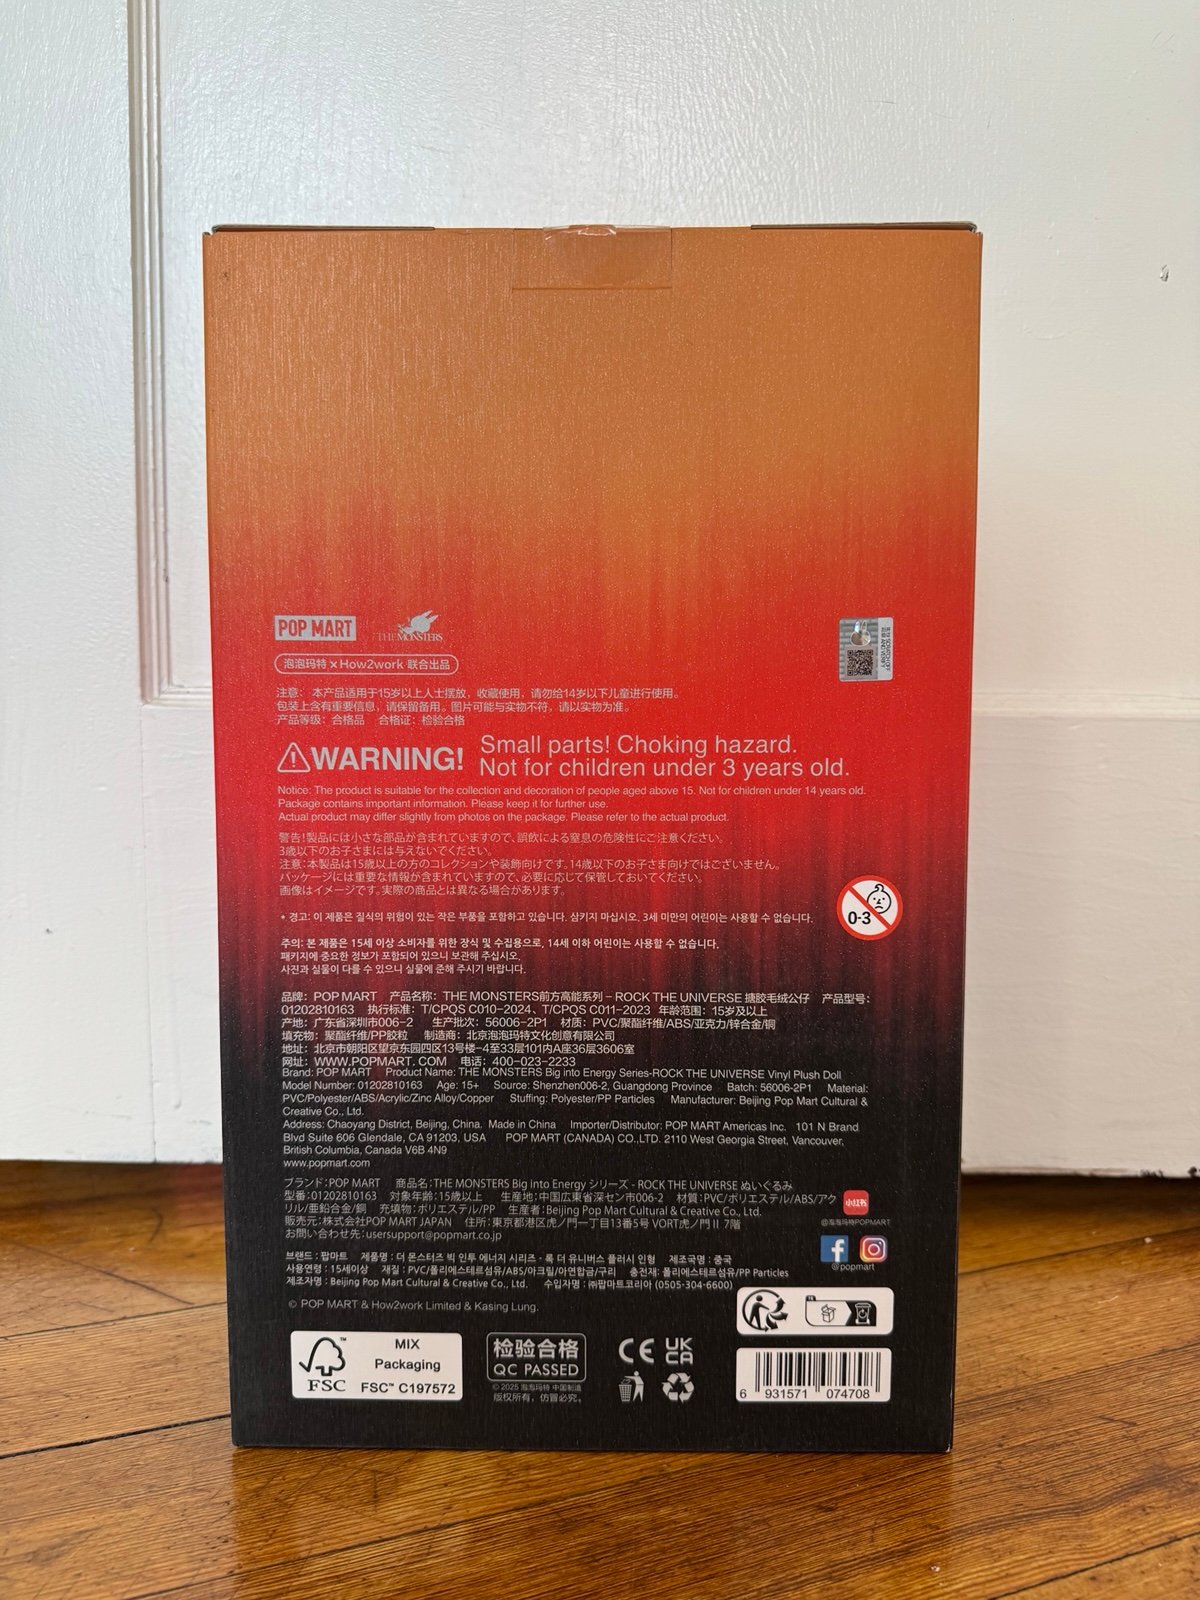 POP MART
THE MONSTERS
泡泡玛特 × How2work 联合出品
SCRATCH OFF
AND VERIFY
注意： 本产品适用于15岁以上人士摆放，收藏使用，请勿给14岁以下儿童进行使用。
包装上含有重要信息，请保留备用。图片可能与实物不符，请以实物为准。
产品等级：合格品 合格证：检验合格
WARNING! Small parts! Choking hazard.
Not for children under 3 years old.
Notice: The product is suitable for the collection and decoration of people aged above 15. Not for children under 14 years old.
Package contains important information. Please keep it for further use.
Actual product may differ slightly from photos on the package. Please refer to the actual product.
警告!製品には小さな部品が含まれていますので、誤飲による窒息の危険性にご注意ください。
3歳以下のお子さまには与えないでください。
注意:本製品は15歳以上の方のコレクションや装飾向けです。14歳以下のお子さま向けではございません。
パッケージには重要な情報が含まれていますので、必要に応じて保管しておいてください。
画像はイメージです。実際の商品とは異なる場合があります。
0-3
* 경고: 이 제품은 질식의 위험이 있는 작은 부품을 포함하고 있습니다. 삼키지 마십시오. 3세 미만의 어린이는 사용할 수 없습니다.
주의: 본 제품은 15세 이상 소비자를 위한 장식 및 수집용으로, 14세 이하 어린이는 사용할 수 없습니다.
패키지에 중요한 정보가 포함되어 있으니 보관해 주십시오.
사진과 실물이 다를 수 있으니 실물에 준해 주시기 바랍니다.
品牌：POP MART 产品名称：THE MONSTERS前方高能系列 – ROCK THE UNIVERSE 搪胶毛绒公仔 产品型号：
01202810163 执行标准：T/CPQS C010-2024、T/CPQS C011-2023 年龄范围：15岁及以上
产地：广东省深圳市006-2 生产批次：56006-2P1 材质：PVC/聚酯纤维/ABS/亚克力/锌合金/铜
填充物：聚酯纤维/PP胶粒 制造商：北京泡泡玛特文化创意有限公司
地址：北京市朝阳区望京东园四区13号楼-4至33层101内A座36层3606室
网址：WWW.POPMART.COM 电话：400-023-2233
Brand: POP MART Product Name: THE MONSTERS Big into Energy Series-ROCK THE UNIVERSE Vinyl Plush Doll
Model Number: 01202810163 Age: 15+ Source: Shenzhen006-2, Guangdong Province Batch: 56006-2P1 Material:
PVC/Polyester/ABS/Acrylic/Zinc Alloy/Copper Stuffing: Polyester/PP Particles Manufacturer: Beijing Pop Mart Cultural &
Creative Co., Ltd.
Address: Chaoyang District, Beijing, China. Made in China Importer/Distributor: POP MART Americas Inc. 101 N Brand
Blvd Suite 606 Glendale, CA 91203, USA POP MART (CANADA) CO.,LTD. 2110 West Georgia Street, Vancouver,
British Columbia, Canada V6B 4N9
www.popmart.com
ブランド:POP MART 商品名:THE MONSTERS Big into Energy シリーズ - ROCK THE UNIVERSE ぬいぐるみ
型番:01202810163 対象年齢:15歳以上 生産地:中国広東省深セン市006-2 材質:PVC/ポリエステル/ABS/アク
リル/亜鉛合金/銅 充填物:ポリエステル/PP 生産者:Beijing Pop Mart Cultural & Creative Co., Ltd.
販売元:株式会社POP MART JAPAN 住所:東京都港区虎ノ門一丁目13番5号 VORT虎ノ門II 7階
お問い合わせ先:usersupport@popmart.co.jp
小红书
@泡泡玛特POPMART
@popmart
브랜드 : 팝마트 제품명 : 더 몬스터즈 빅 인투 에너지 시리즈 - 록 더 유니버스 플러시 인형 제조국명 : 중국
사용연령 : 15세이상 재질 : PVC/폴리에스테르섬유/ABS/아크릴/아연합금/구리 충전재: 폴리에스테르섬유/PP Particles
제조자명 : Beijing Pop Mart Cultural & Creative Co., Ltd. 수입자명 : ㈜팝마트코리아 (0505-304-6600)
© POP MART & How2work Limited & Kasing Lung.
FSC™
MIX
Packaging
FSC™ C197572
检验合格
QC PASSED
© 2025 泡泡玛特 中国制造
版权所有，仿冒必究。
CE
UK
CA
6 931571 074708